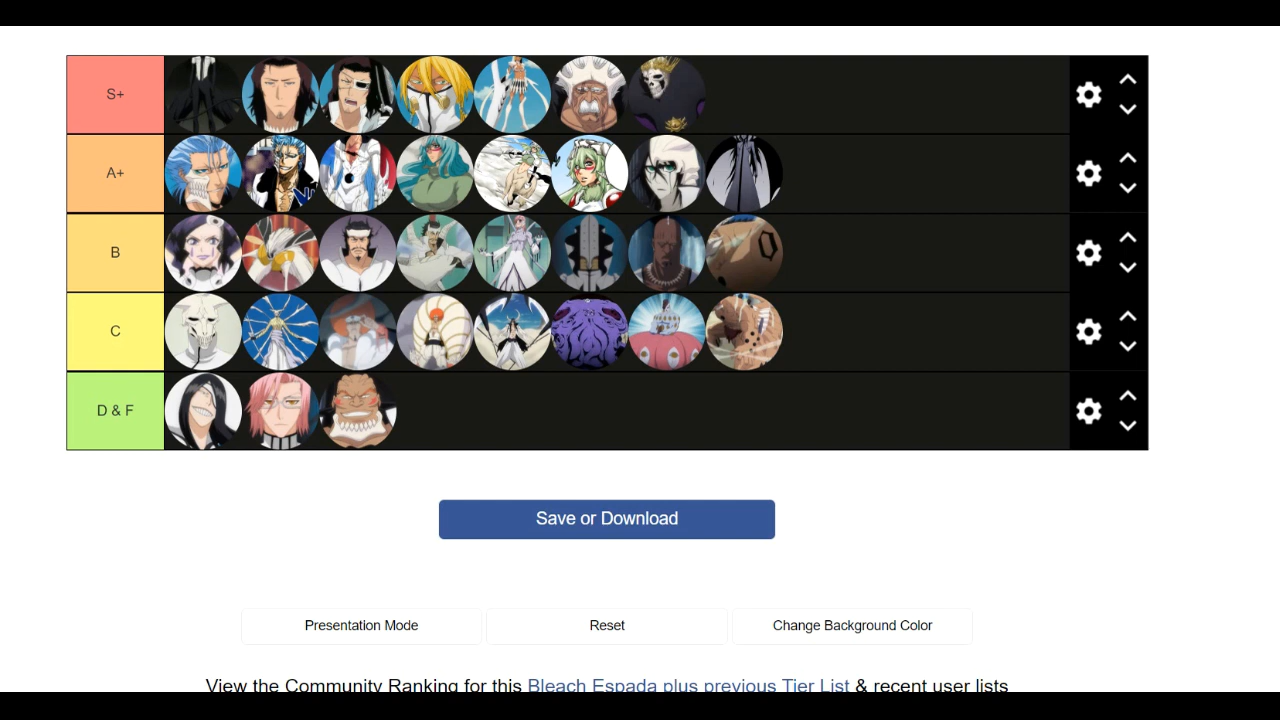 S+
A+
B
C
D & F
Save or Download
Presentation Mode
Reset
Change Background Color
View the Community Ranking for this Bleach Espada plus previous Tier List & recent user lists